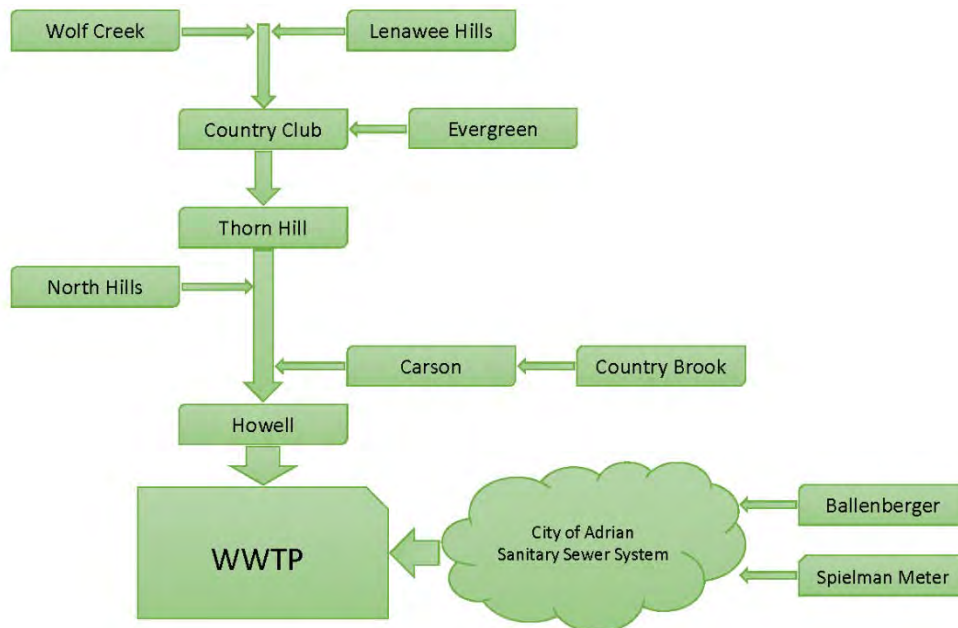 Wolf Creek
Lenawee Hills
Country Club
Evergreen
Thorn Hill
North Hills
Carson
Country Brook
Howell
WWTP
City of Adrian
Sanitary Sewer System
Ballenberger
Spielman Meter